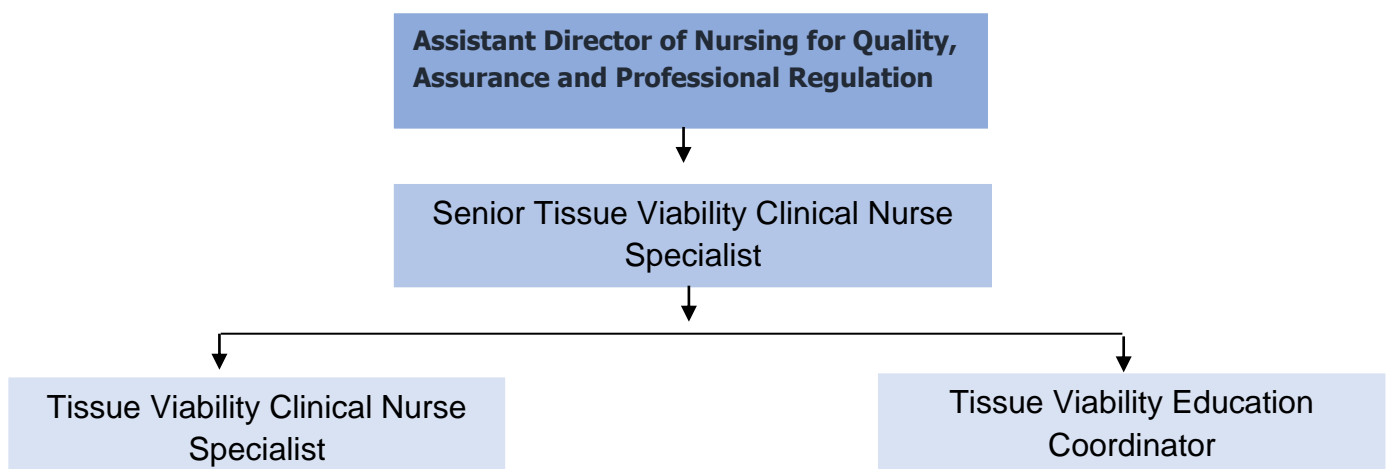 Assistant Director of Nursing for Quality,
Assurance and Professional Regulation
Senior Tissue Viability Clinical Nurse
Specialist
Tissue Viability Clinical Nurse
Specialist
Tissue Viability Education
Coordinator